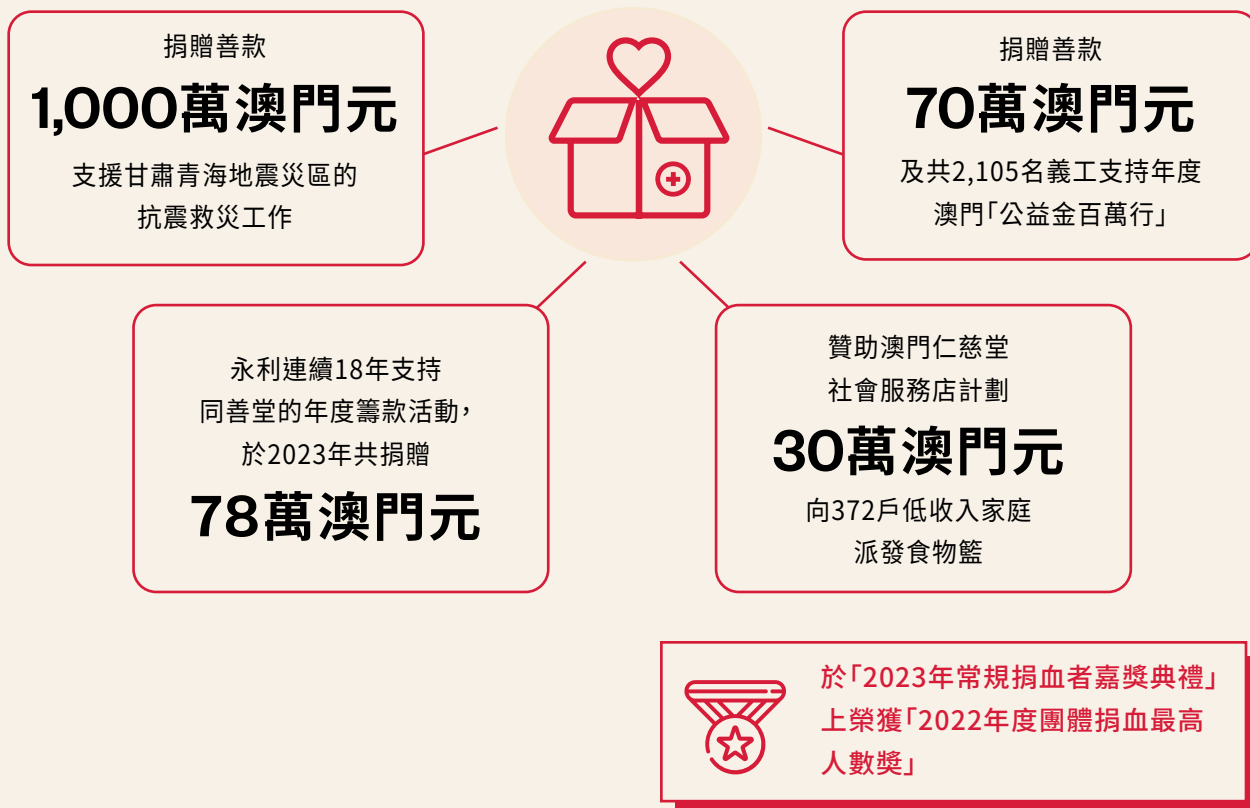 捐贈善款
1,000萬澳門元
支援甘肅青海地震災區的
抗震救災工作
捐贈善款
70萬澳門元
及共2,105名義工支持年度
澳門「公益金百萬行」
永利連續18年支持
同善堂的年度籌款活動，
於2023年共捐贈
78萬澳門元
贊助澳門仁慈堂
社會服務店計劃
30萬澳門元
向372戶低收入家庭
派發食物籃
於「2023年常規捐血者嘉獎典禮」
上榮獲「2022年度團體捐血最高
人數獎」